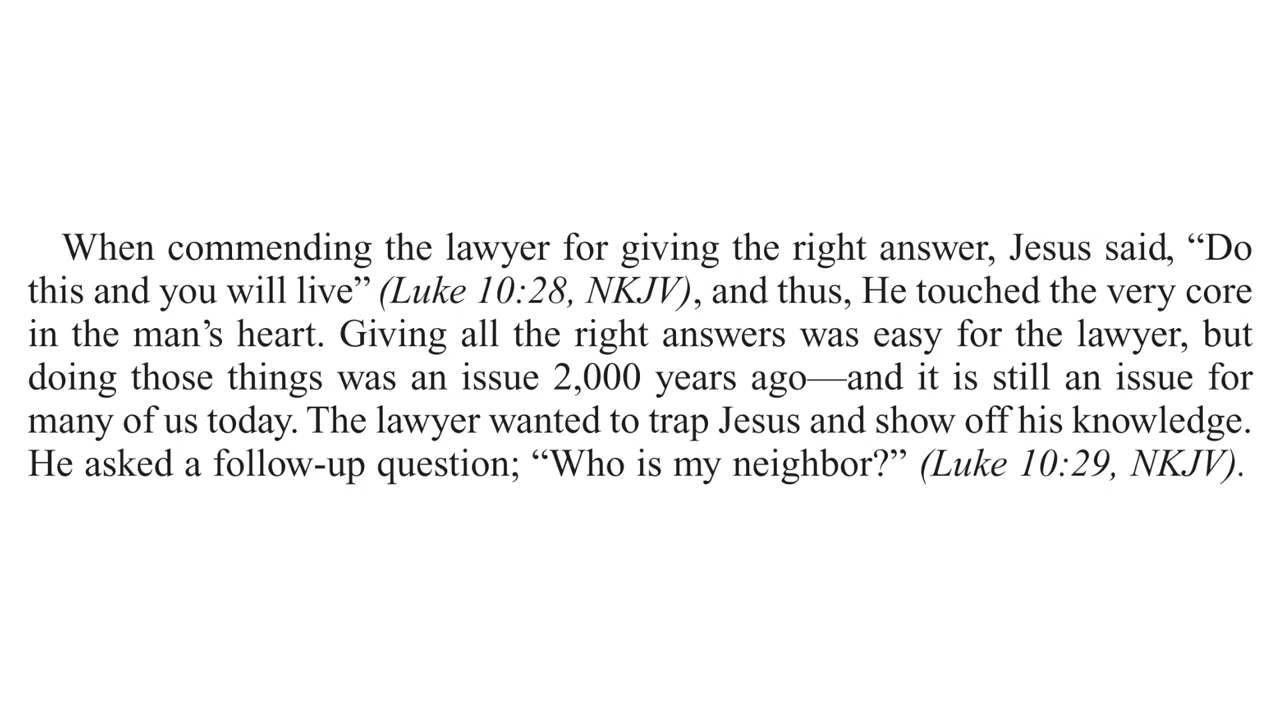 When commending the lawyer for giving the right answer, Jesus said, “Do
this and you will live” (Luke 10:28, NKJV), and thus, He touched the very core
in the man’s heart. Giving all the right answers was easy for the lawyer, but
doing those things was an issue 2,000 years ago—and it is still an issue for
many of us today. The lawyer wanted to trap Jesus and show off his knowledge.
He asked a follow-up question; “Who is my neighbor?” (Luke 10:29, NKJV).